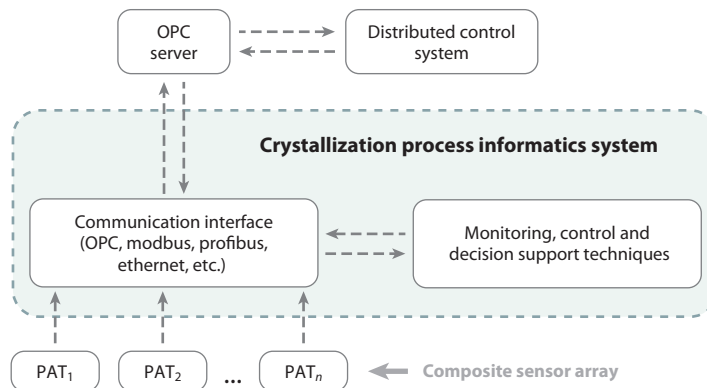 OPC
server
Distributed control
system
Crystallization process informatics system
Communication interface
(OPC, modbus, profibus,
ethernet, etc.)
Monitoring, control and
decision support techniques
PAT₁
PAT₂
...
PATₙ
Composite sensor array